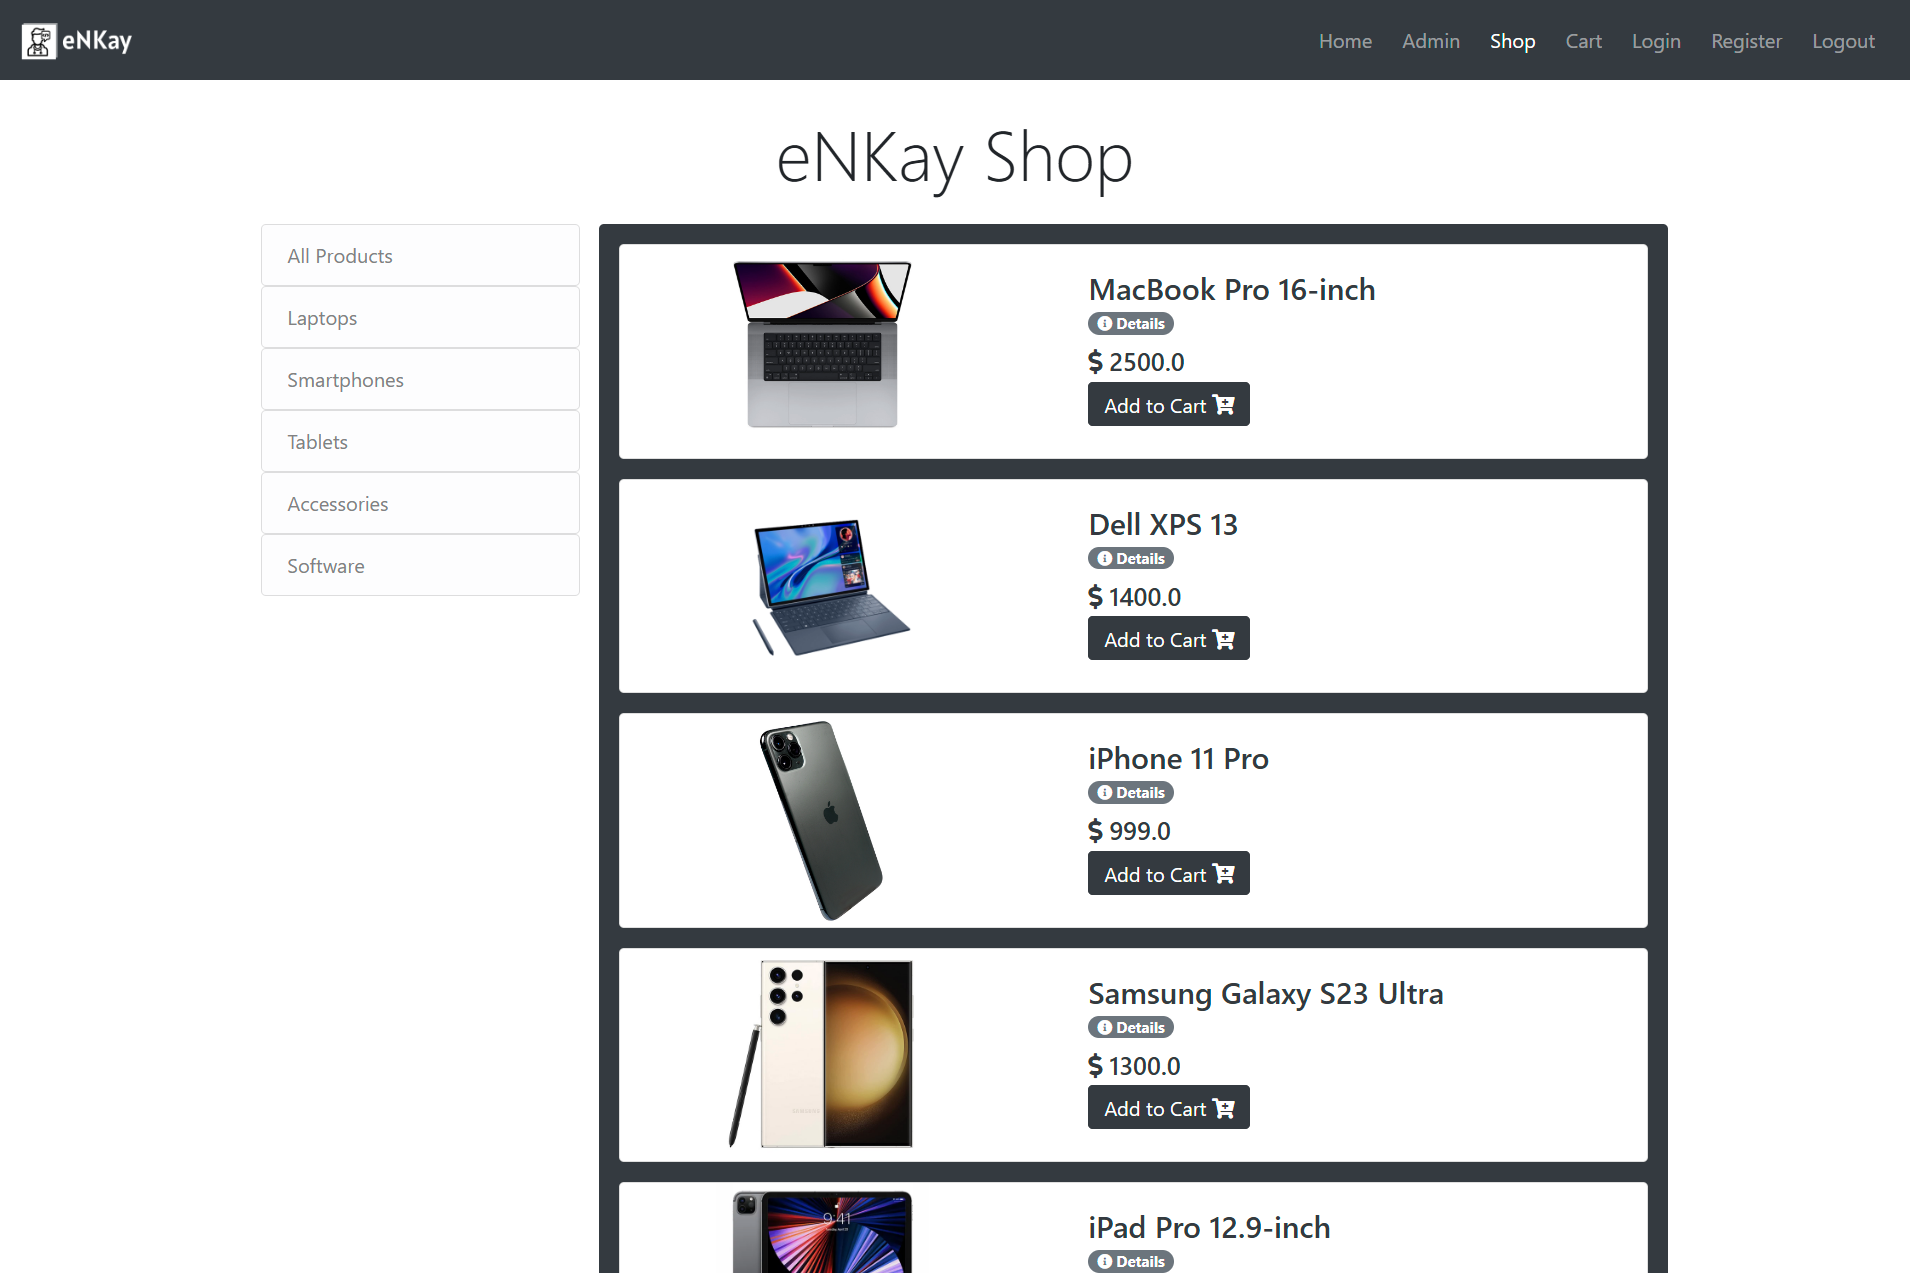 eNKay
Home Admin Shop Cart Login Register Logout
eNKay Shop
All Products
Laptops
Smartphones
Tablets
Accessories
Software
MacBook Pro 16-inch
Details
$ 2500.0
Add to Cart
Dell XPS 13
Details
$ 1400.0
Add to Cart
iPhone 11 Pro
Details
$ 999.0
Add to Cart
Samsung Galaxy S23 Ultra
Details
$ 1300.0
Add to Cart
9:41
iPad Pro 12.9-inch
Details